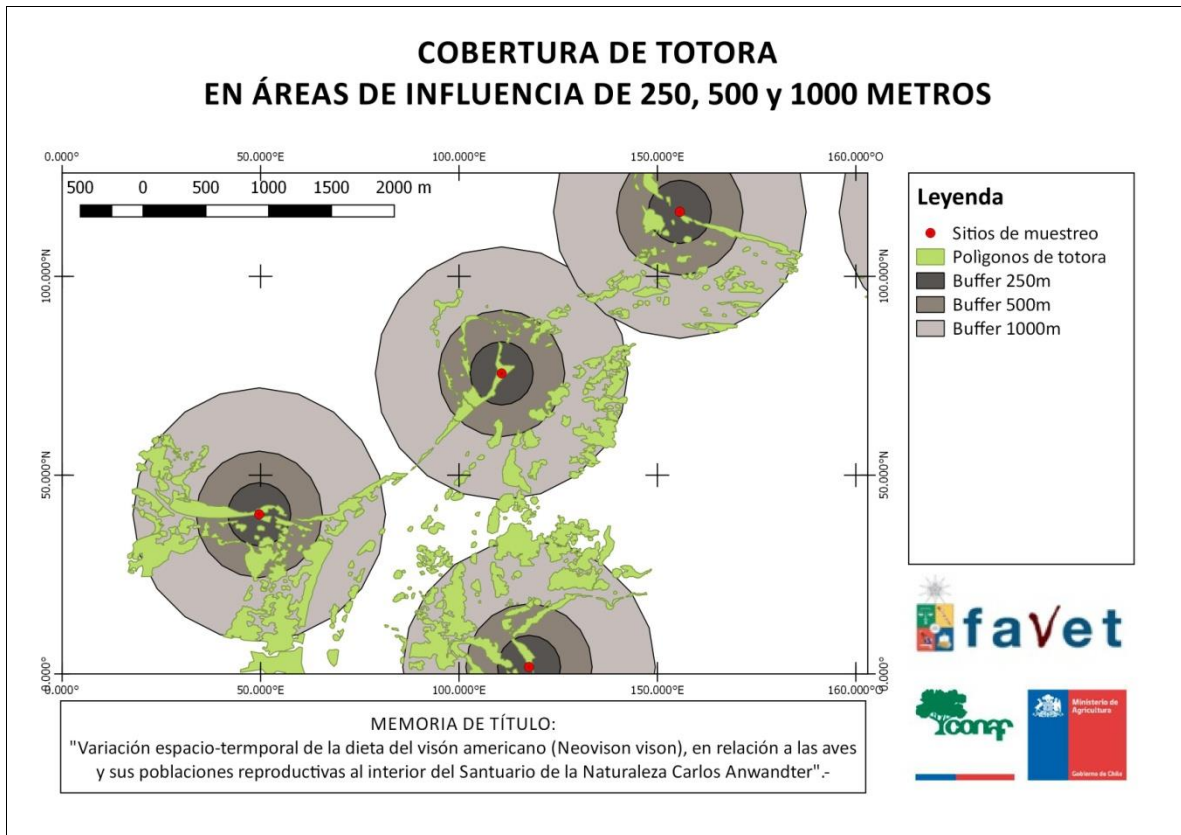 COBERTURA DE TOTORA
EN ÁREAS DE INFLUENCIA DE 250, 500 y 1000 METROS
0.000° 50.000°E 100.000°E 150.000°E 160.000°O
500 0 500 1000 1500 2000 m
100.000°N 100.000°N
50.000°N 50.000°N
0.000° 0.000°
0.000° 50.000°E 100.000°E 150.000°E 160.000°O
Leyenda
Sitios de muestreo
Polìgonos de totora
Buffer 250m
Buffer 500m
Buffer 1000m
favet
conaf
Ministerio de
Agricultura
Gobierno de Chile
MEMORIA DE TÍTULO:
"Variación espacio-termporal de la dieta del visón americano (Neovison vison), en relación a las aves
y sus poblaciones reproductivas al interior del Santuario de la Naturaleza Carlos Anwandter".-